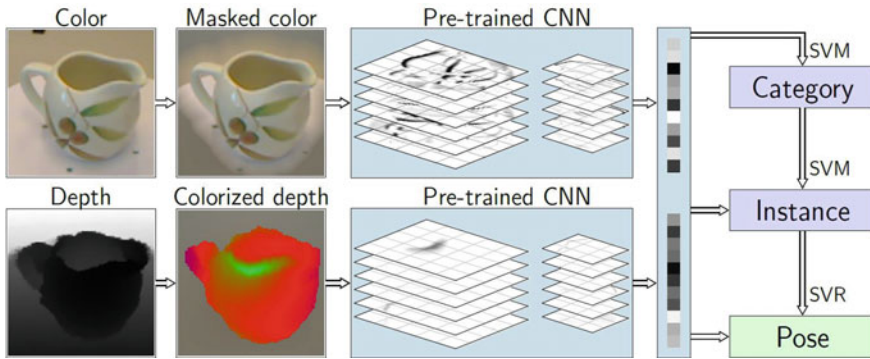 Color
Masked color
Pre-trained CNN
SVM
Category
SVM
Depth
Colorized depth
Pre-trained CNN
Instance
SVR
Pose